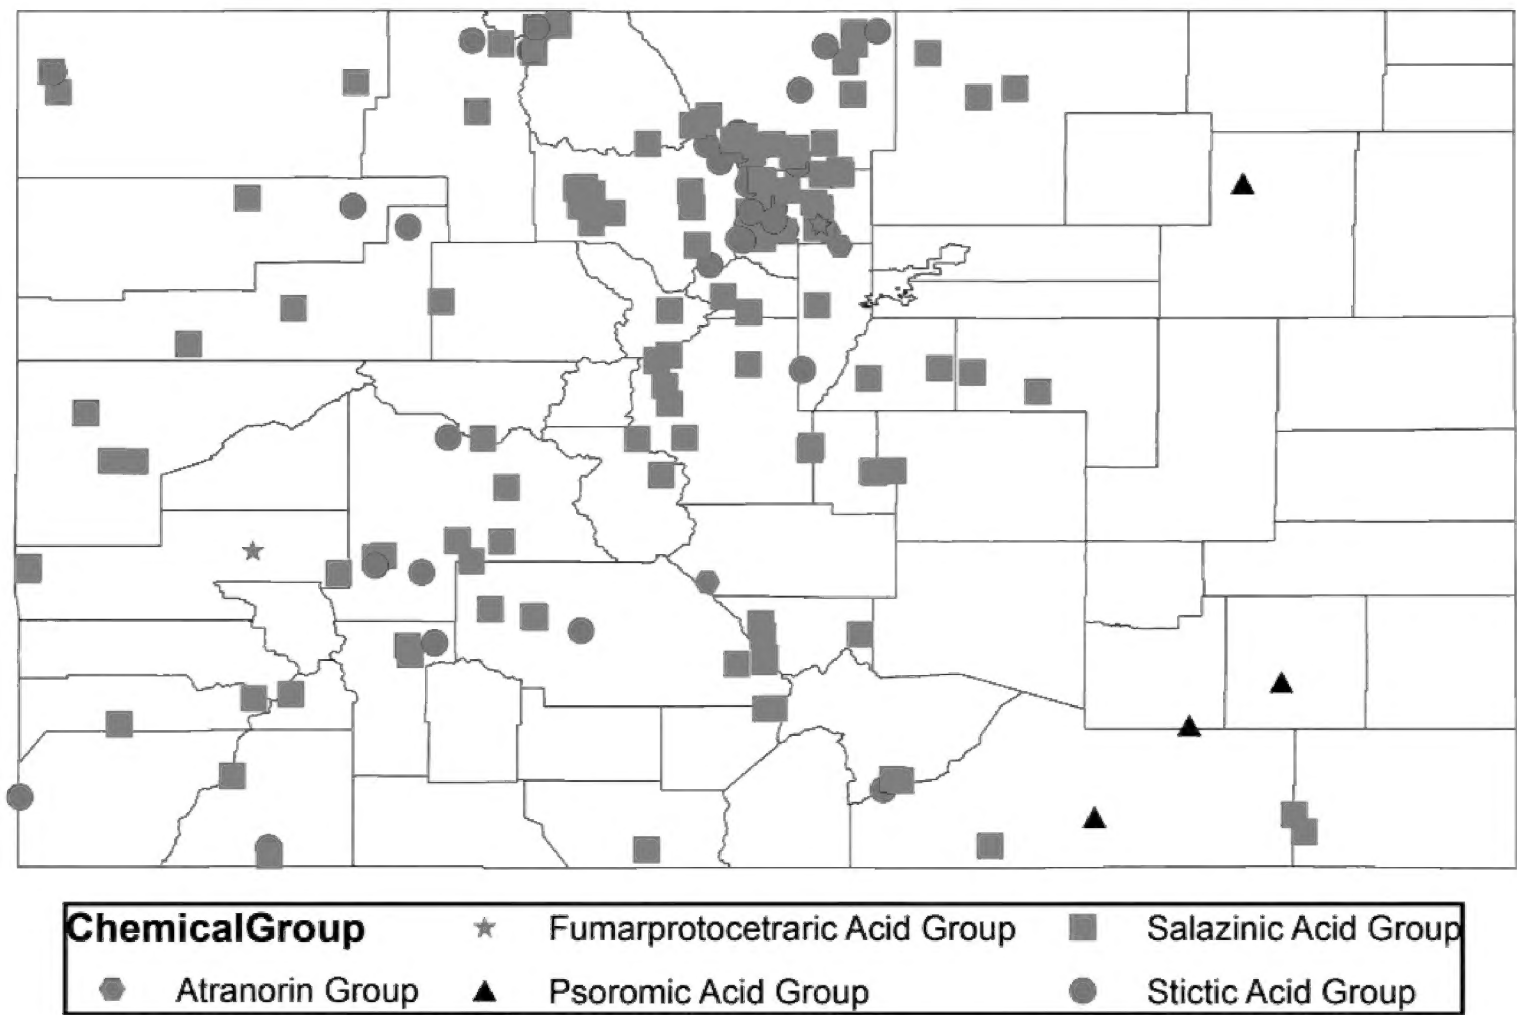 ChemicalGroup Fumarprotocetraric Acid Group Salazinic Acid Group
Atranorin Group Psoromic Acid Group Stictic Acid Group